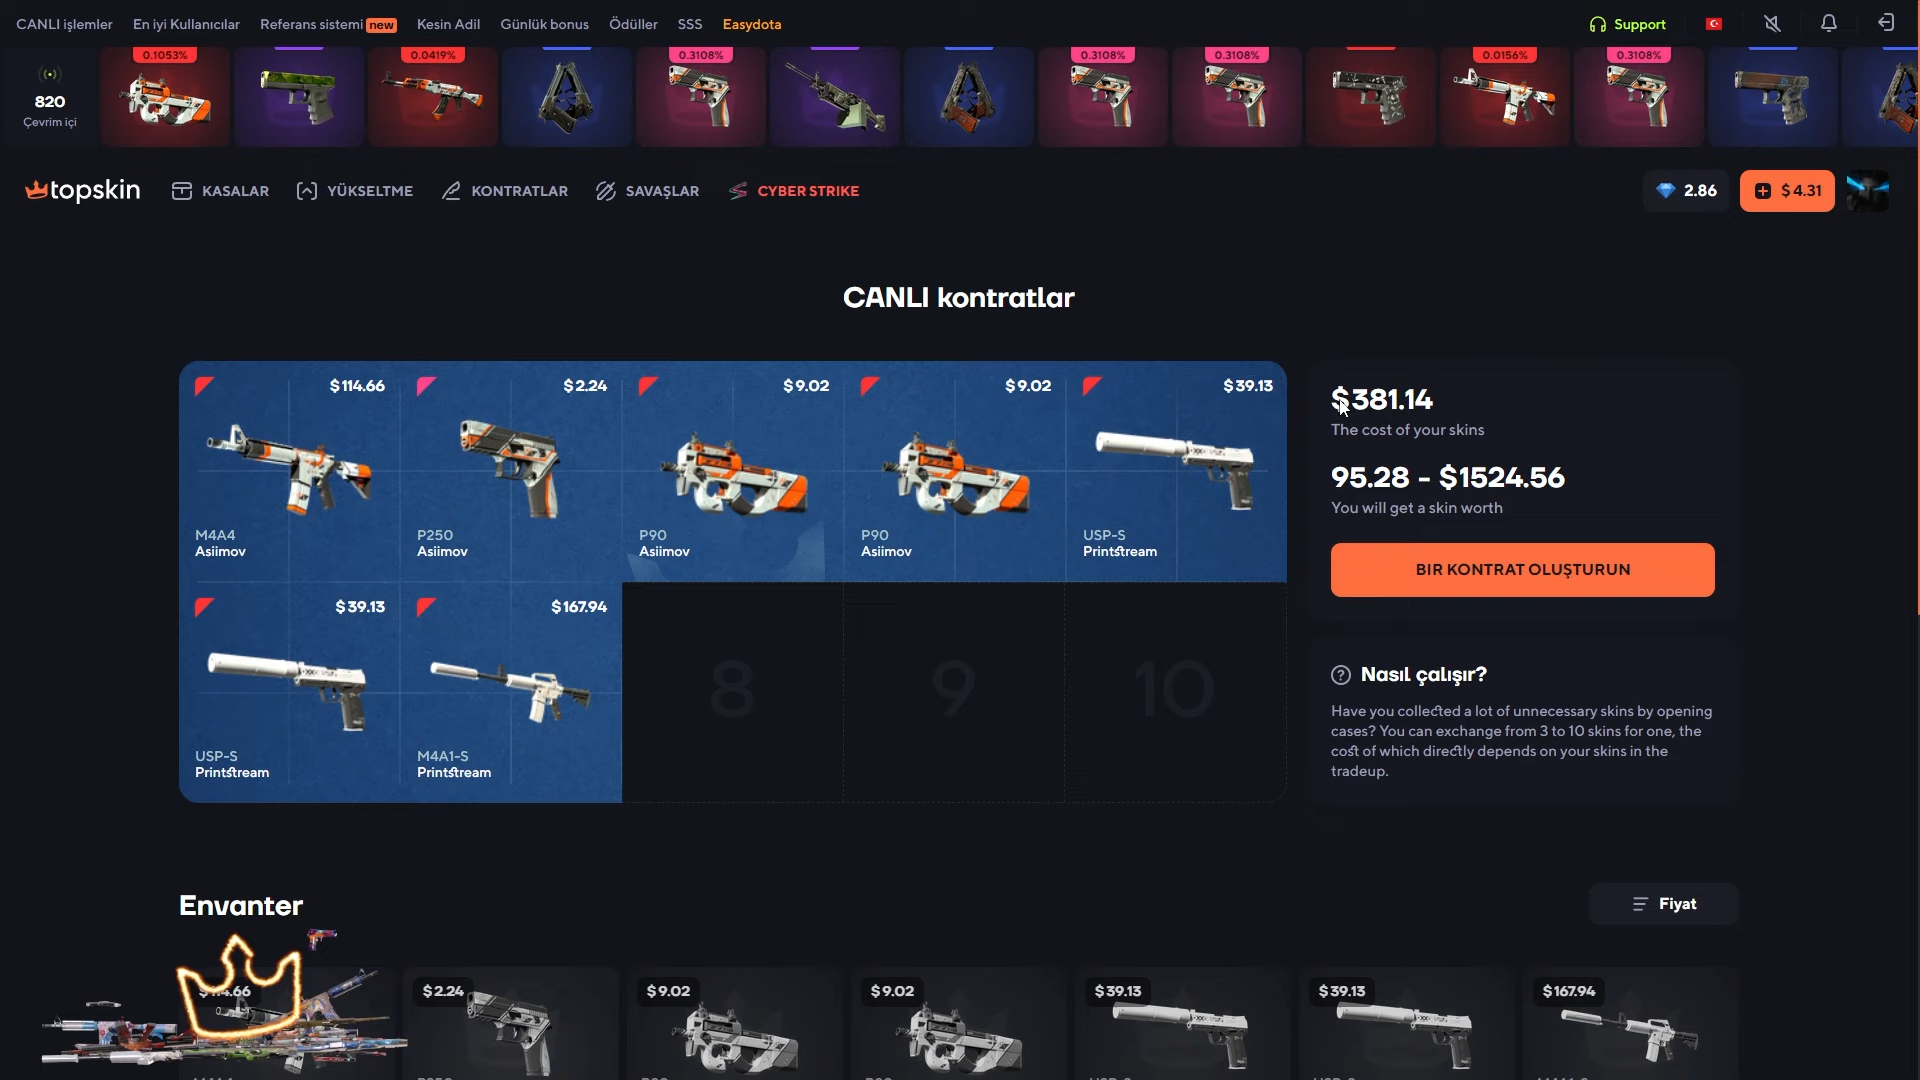 CANLI işlemler En iyi Kullanıcılar Referans sistemi new Kesin Adil Günlük bonus Ödüller SSS Easydota Support
0.1053% 0.0419% 0.3108% 0.3108% 0.3108% 0.0156% 0.3108%
820
Çevrim içi
topskin KASALAR YÜKSELTME KONTRATLAR SAVAŞLAR CYBER STRIKE 2.86 $ 4.31
CANLI kontratlar
$ 114.66 $ 2.24 $ 9.02 $ 9.02 $ 39.13
M4A4 P250 P90 P90 USP-S
Asiimov Asiimov Asiimov Asiimov Printstream
$ 39.13 $ 167.94 8 9 10
USP-S M4A1-S
Printstream Printstream
$381.14
The cost of your skins
95.28 - $1524.56
You will get a skin worth
BIR KONTRAT OLUŞTURUN
Nasıl çalışır?
Have you collected a lot of unnecessary skins by opening
cases? You can exchange from 3 to 10 skins for one, the
cost of which directly depends on your skins in the
tradeup.
Envanter Fiyat
$ 2.24 $ 9.02 $ 9.02 $ 39.13 $ 39.13 $ 167.94